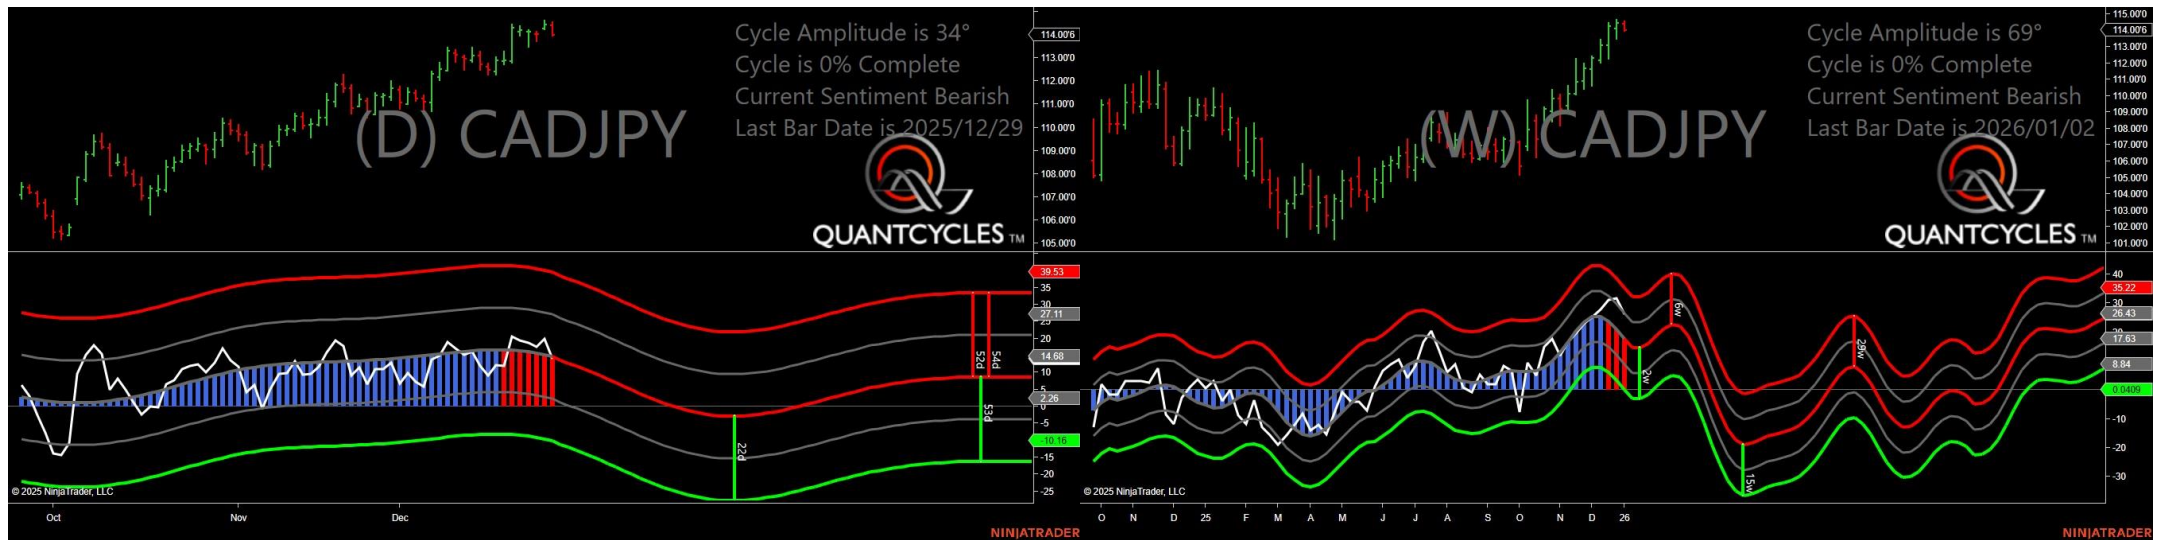 Cycle Amplitude is 34°
Cycle is 0% Complete
Current Sentiment Bearish
Last Bar Date is 2025/12/29
(D) CADJPY
QUANTCYCLES TM
114.00'6
113.00'0
112.00'0
111.00'0
110.00'0
109.00'0
108.00'0
107.00'0
106.00'0
105.00'0
39.53
35
30
27.11
25
20
14.68
10
5
2.26
0
-5
-10.16
-15
-20
-25
22d
52d
54d
53d
© 2025 NinjaTrader, LLC
Oct
Nov
Dec
NINJATRADER
Cycle Amplitude is 69°
Cycle is 0% Complete
Current Sentiment Bearish
Last Bar Date is 2026/01/02
(W) CADJPY
QUANTCYCLES TM
115.00'0
114.00'6
113.00'0
112.00'0
111.00'0
110.00'0
109.00'0
108.00'0
107.00'0
106.00'0
105.00'0
104.00'0
103.00'0
102.00'0
101.00'0
40
35.22
30
26.43
20
17.63
8.84
0.0409
-10
-20
-30
2w
6w
15w
29w
© 2025 NinjaTrader, LLC
O N D 25 F M A M J J A S O N D 26
NINJATRADER